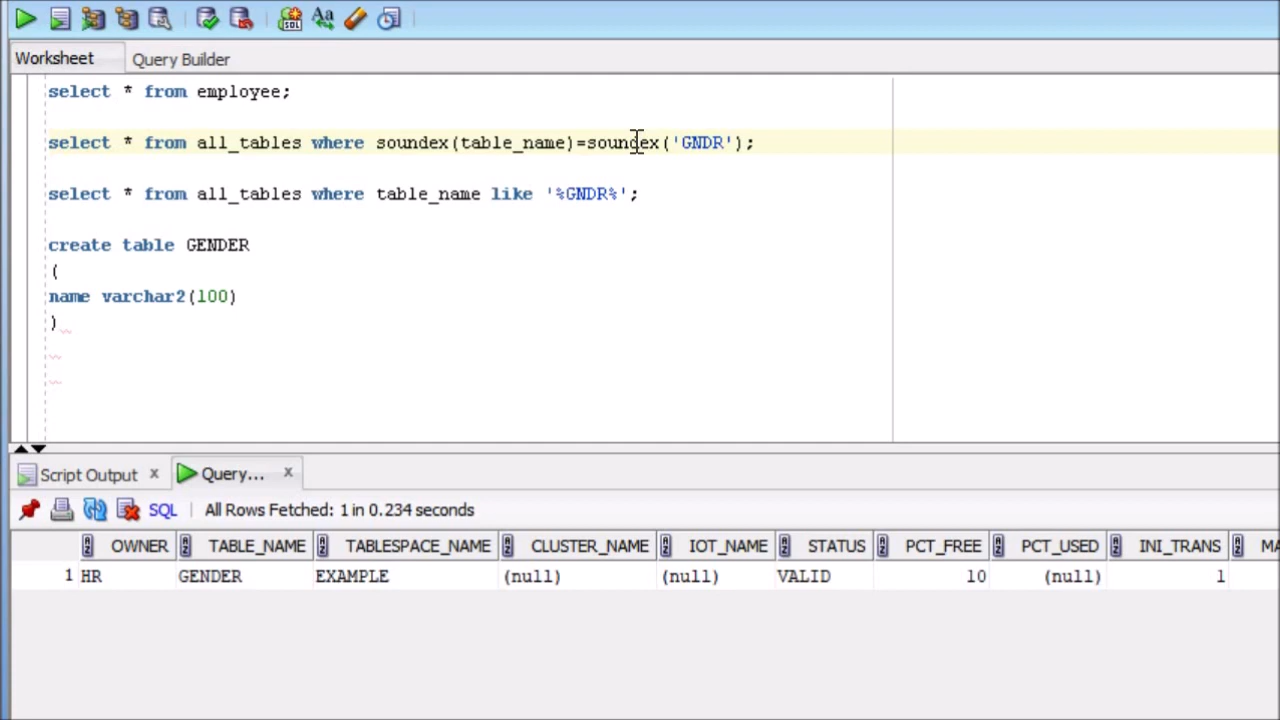 SQL Aa
Worksheet Query Builder
select * from employee;
select * from all_tables where soundex(table_name)=soundex('GNDR');
select * from all_tables where table_name like '%GNDR%';
create table GENDER
(
name varchar2(100)
)
Script Output x Query... x
SQL All Rows Fetched: 1 in 0.234 seconds
OWNER TABLE_NAME TABLESPACE_NAME CLUSTER_NAME IOT_NAME STATUS PCT_FREE PCT_USED INI_TRANS MA
1 HR GENDER EXAMPLE (null) (null) VALID 10 (null) 1